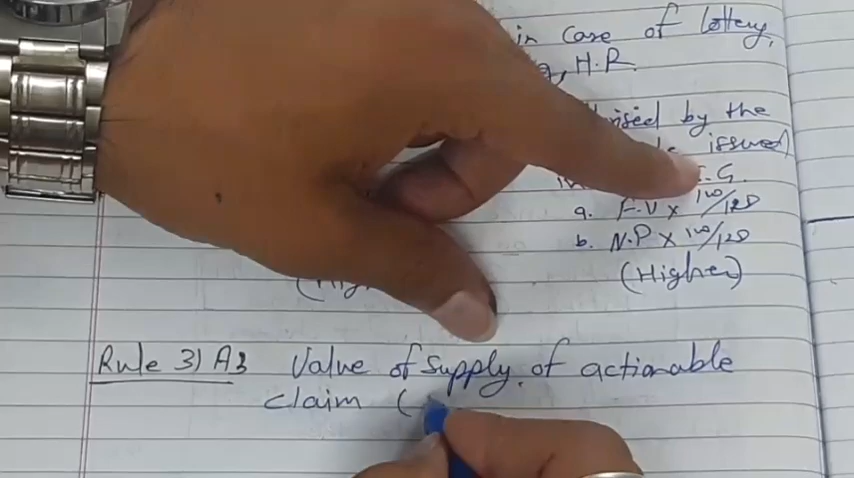 in case of lottery,
H.R
by the
issued
I.G.
a. F.V x 100/128
b. N.P x 100/128
(Higher)
Rule 31 A3 Value of Supply of actionable
claim (